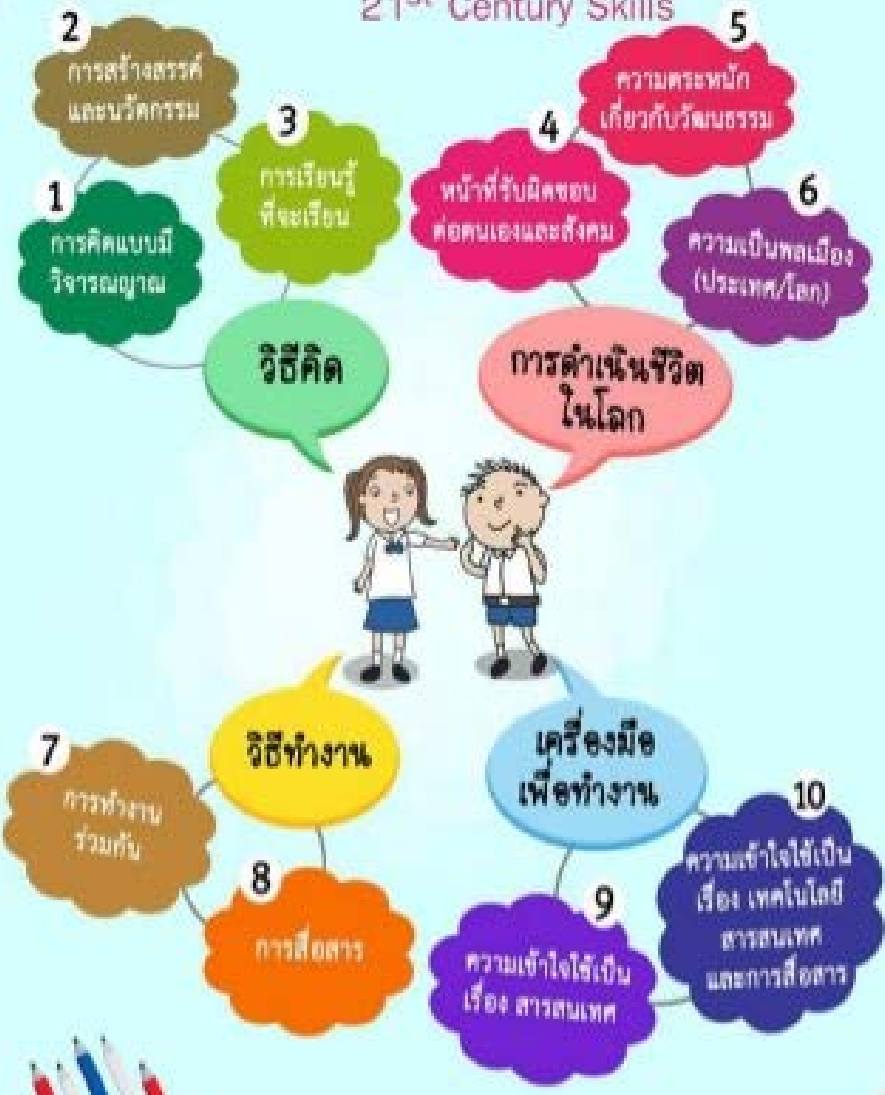 21st Century Skills
2
การสร้างสรรค์
และนวัตกรรม
3
การเรียนรู้
ที่จะเรียน
1
การคิดแบบมี
วิจารณญาณ
วิธีคิด
5
ความตระหนัก
เกี่ยวกับวัฒนธรรม
4
หน้าที่รับผิดชอบ
ต่อตนเองและสังคม
6
ความเป็นพลเมือง
(ประเทศ/โลก)
การดำเนินชีวิต
ในโลก
วิธีทำงาน
7
การทำงาน
ร่วมกัน
8
การสื่อสาร
เครื่องมือ
เพื่อทำงาน
9
ความเข้าใจใช้เป็น
เรื่อง สารสนเทศ
10
ความเข้าใจใช้เป็น
เรื่อง เทคโนโลยี
สารสนเทศ
และการสื่อสาร